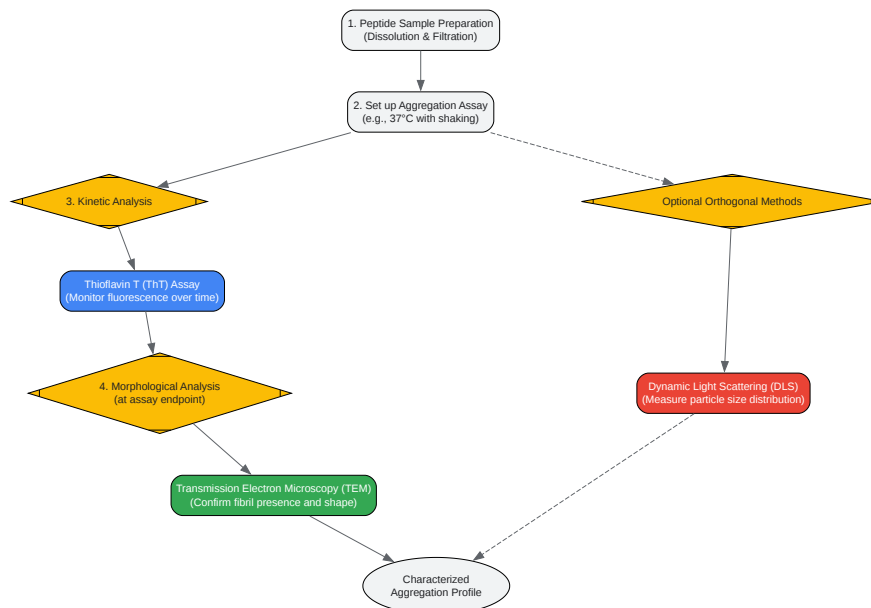 1. Peptide Sample Preparation
(Dissolution & Filtration)
2. Set up Aggregation Assay
(e.g., 37°C with shaking)
3. Kinetic Analysis
Optional Orthogonal Methods
Thioflavin T (ThT) Assay
(Monitor fluorescence over time)
4. Morphological Analysis
(at assay endpoint)
Dynamic Light Scattering (DLS)
(Measure particle size distribution)
Transmission Electron Microscopy (TEM)
(Confirm fibril presence and shape)
Characterized
Aggregation Profile